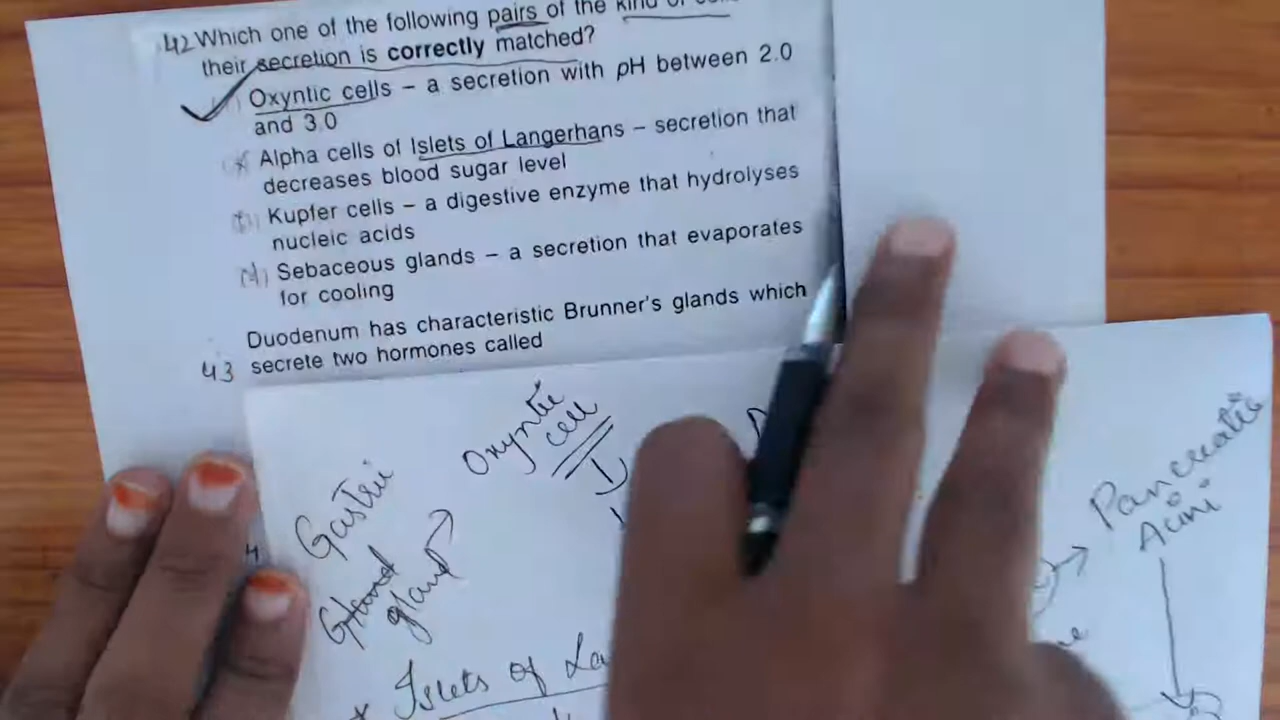 42 Which one of the following pairs of the kind of cells
their secretion is correctly matched?
Oxyntic cells – a secretion with pH between 2.0
and 3.0
Alpha cells of Islets of Langerhans – secretion that
decreases blood sugar level
Kupfer cells – a digestive enzyme that hydrolyses
nucleic acids
(d) Sebaceous glands – a secretion that evaporates
for cooling
Duodenum has characteristic Brunner's glands which
43 secrete two hormones called
Oxyntic
cell
Gastric
Gland
gland
Pancreatic
Acini
Islets of La